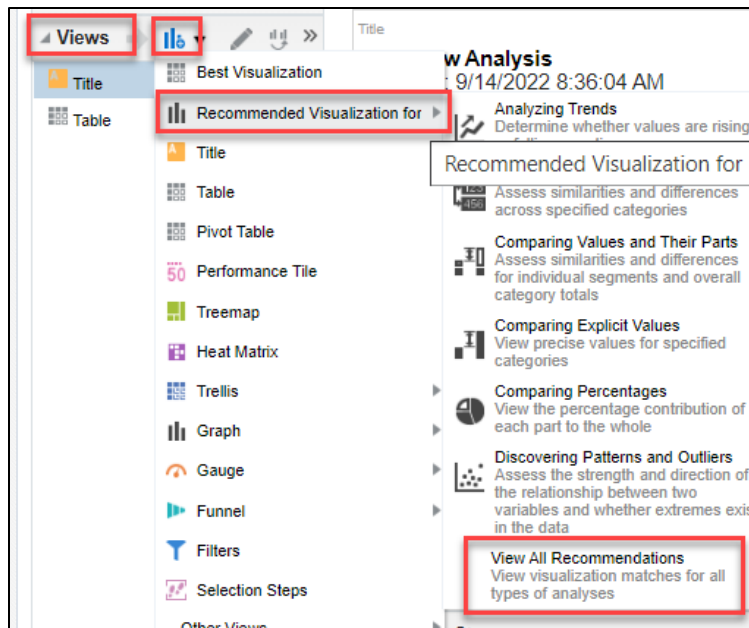 Views
Title
Table
Title
w Analysis
: 9/14/2022 8:36:04 AM
Best Visualization
Recommended Visualization for
Title
Table
Pivot Table
50 Performance Tile
Treemap
Heat Matrix
Trellis
Graph
Gauge
Funnel
Filters
Selection Steps
Other Views
Analyzing Trends
Determine whether values are rising
Recommended Visualization for
123
456
Assess similarities and differences
across specified categories
Comparing Values and Their Parts
Assess similarities and differences
for individual segments and overall
category totals
Comparing Explicit Values
View precise values for specified
categories
Comparing Percentages
View the percentage contribution of
each part to the whole
Discovering Patterns and Outliers
Assess the strength and direction of
the relationship between two
variables and whether extremes exis
in the data
View All Recommendations
View visualization matches for all
types of analyses